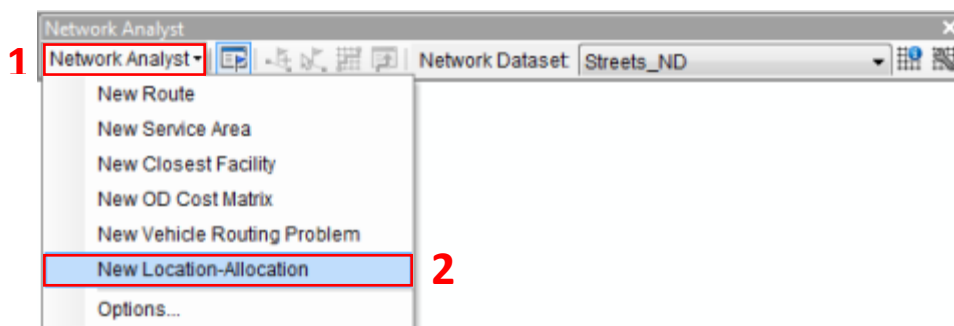 Network Analyst
1 Network Analyst Network Dataset: Streets_ND
New Route
New Service Area
New Closest Facility
New OD Cost Matrix
New Vehicle Routing Problem
New Location-Allocation 2
Options...